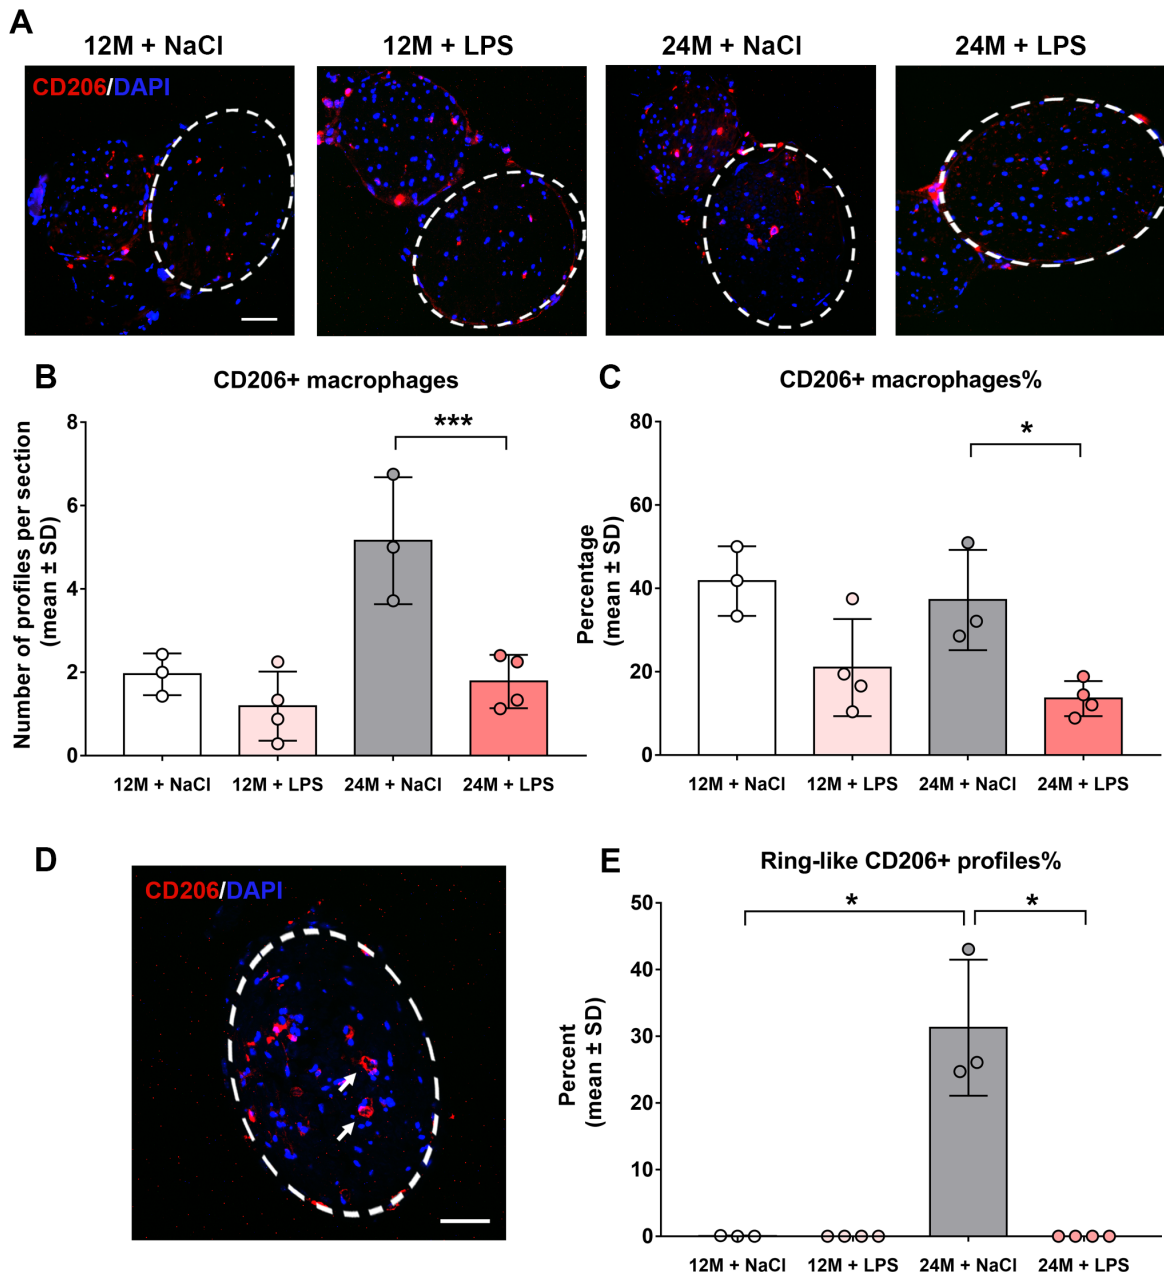 A
12M + NaCl
12M + LPS
24M + NaCl
24M + LPS
CD206/DAPI
B
CD206+ macrophages
Number of profiles per section
(mean ± SD)
8
6
4
2
0
***
12M + NaCl
12M + LPS
24M + NaCl
24M + LPS
C
CD206+ macrophages%
Percentage
(mean ± SD)
80
60
40
20
0
*
12M + NaCl
12M + LPS
24M + NaCl
24M + LPS
D
CD206/DAPI
E
Ring-like CD206+ profiles%
Percent
(mean ± SD)
50
40
30
20
10
0
*
*
12M + NaCl
12M + LPS
24M + NaCl
24M + LPS